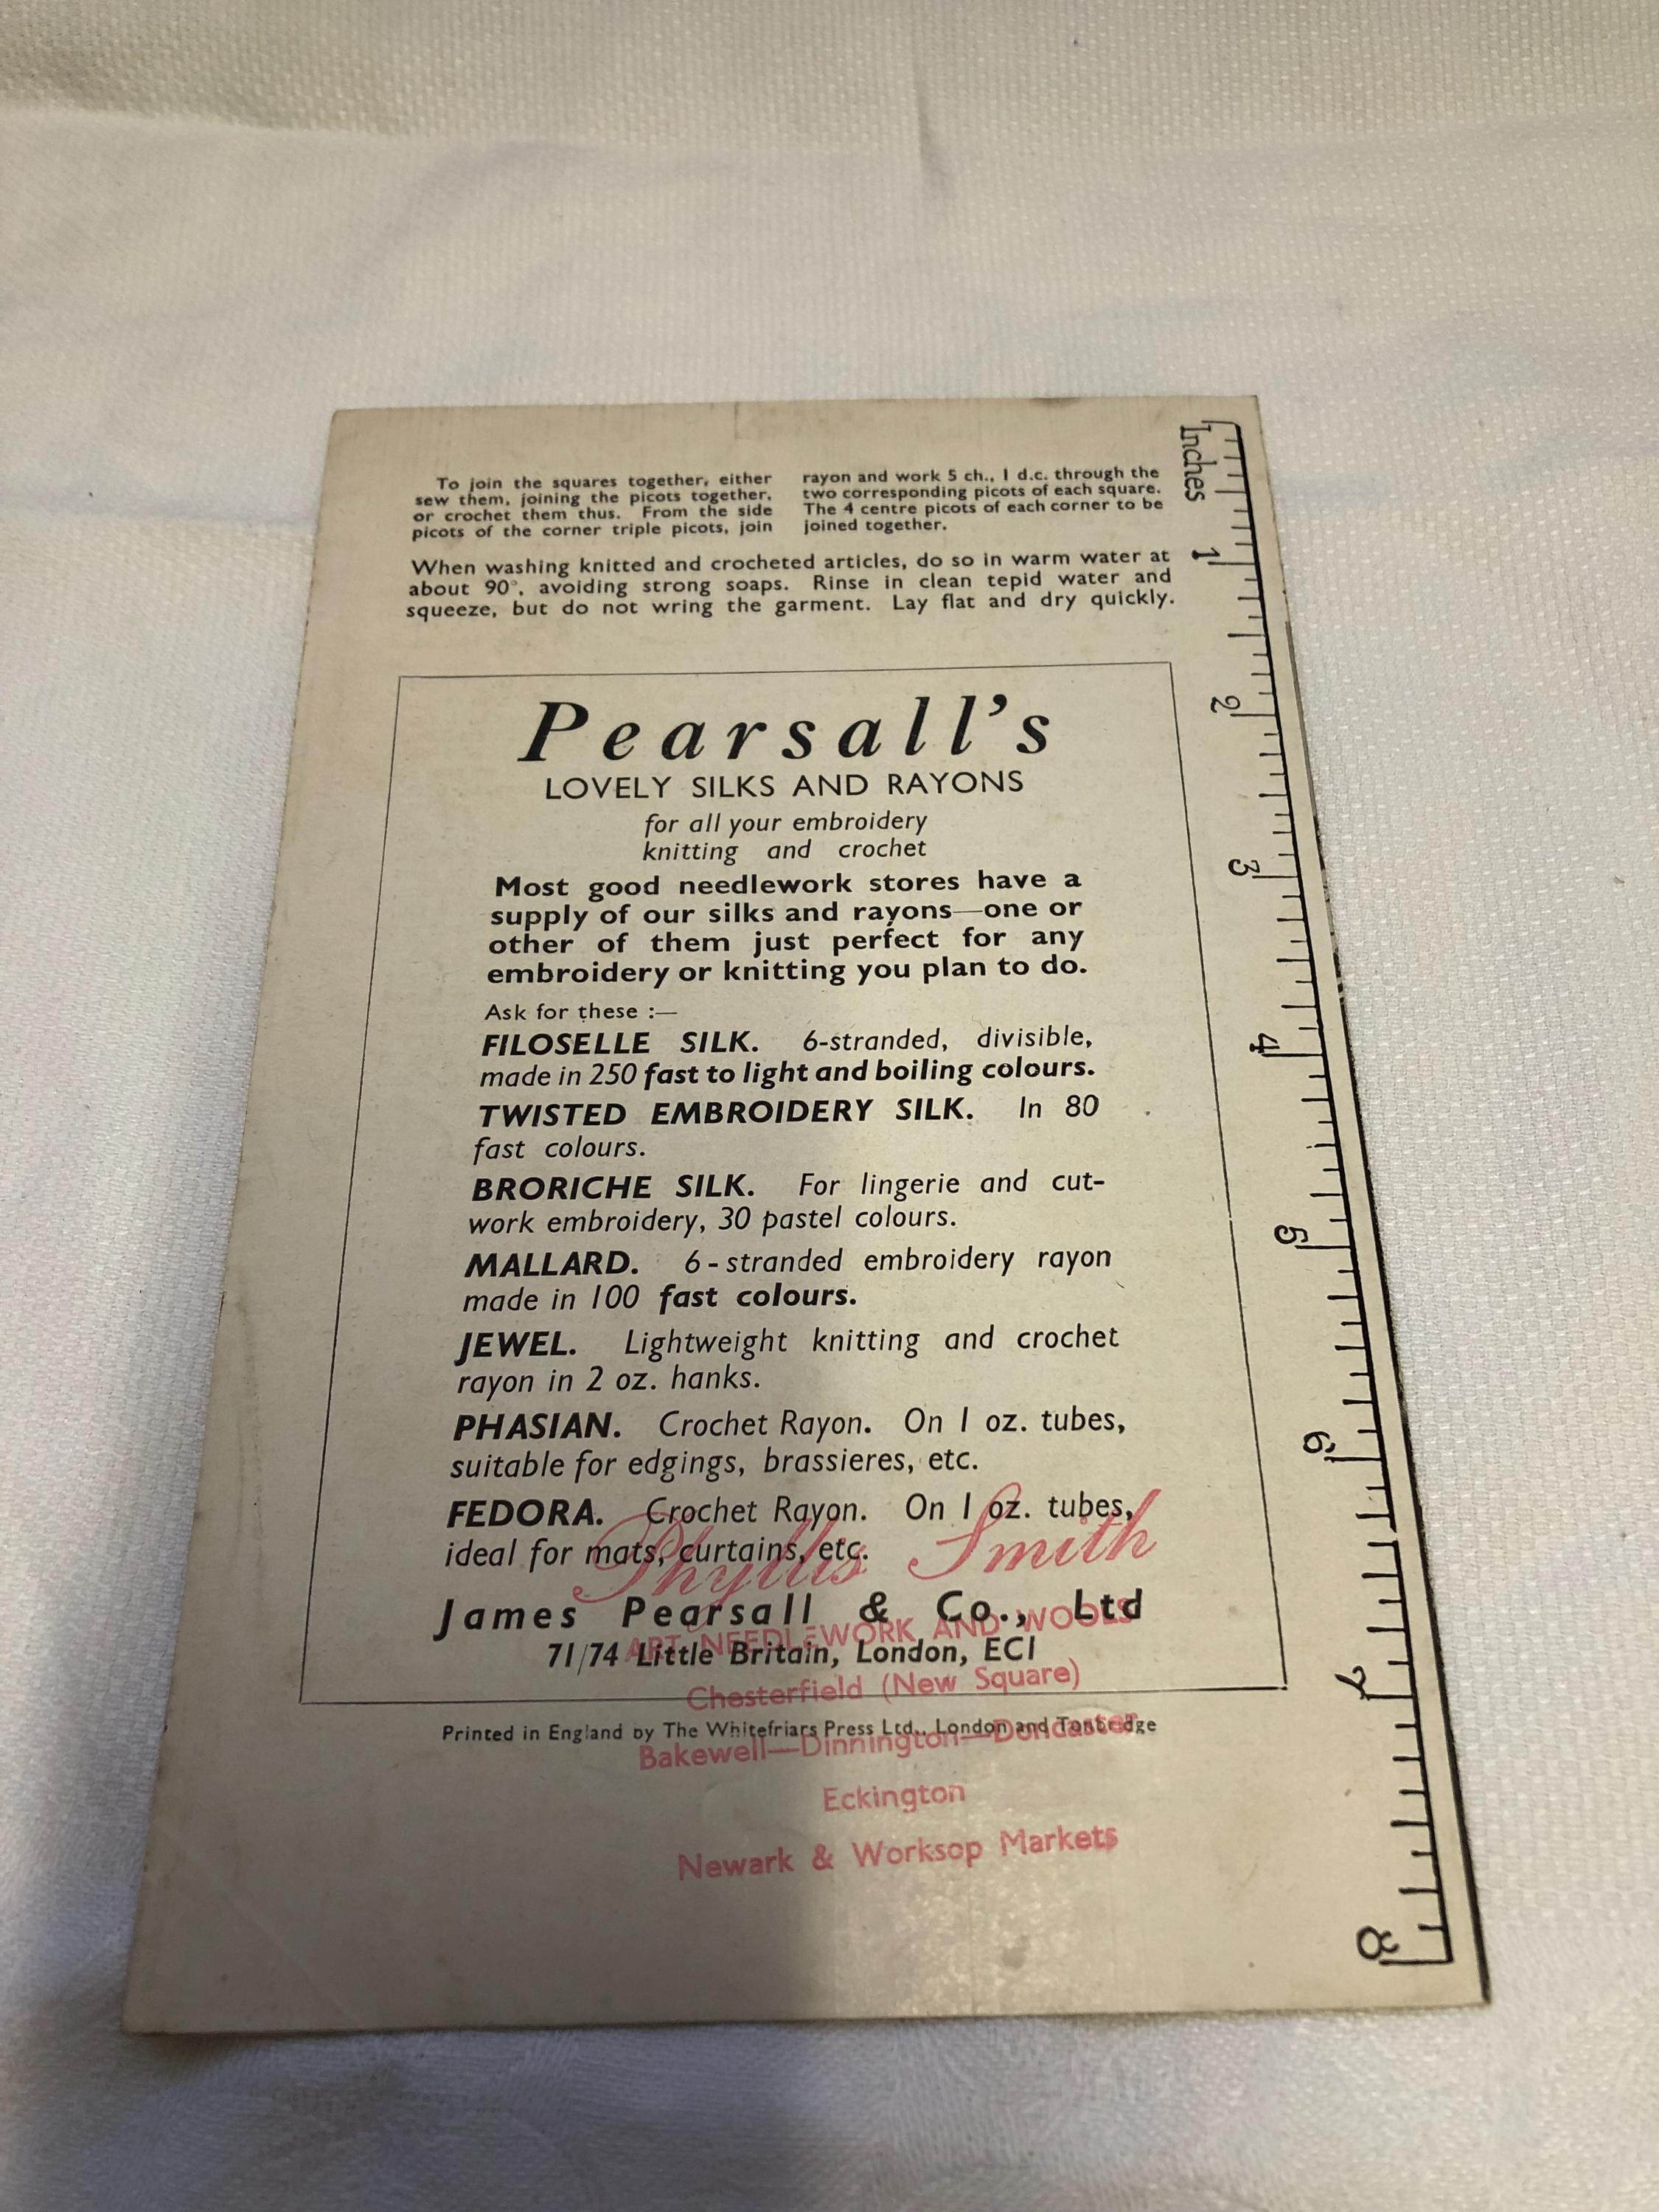 To join the squares together, either
sew them, joining the picots together,
or crochet them thus. From the side
picots of the corner triple picots, join
rayon and work 5 ch., 1 d.c. through the
two corresponding picots of each square.
The 4 centre picots of each corner to be
joined together.
When washing knitted and crocheted articles, do so in warm water at
about 90°, avoiding strong soaps. Rinse in clean tepid water and
squeeze, but do not wring the garment. Lay flat and dry quickly.
Pearsall's
LOVELY SILKS AND RAYONS
for all your embroidery
knitting and crochet
Most good needlework stores have a
supply of our silks and rayons—one or
other of them just perfect for any
embroidery or knitting you plan to do.
Ask for these :—
FILOSELLE SILK. 6-stranded, divisible,
made in 250 fast to light and boiling colours.
TWISTED EMBROIDERY SILK. In 80
fast colours.
BRORICHE SILK. For lingerie and cut-
work embroidery, 30 pastel colours.
MALLARD. 6-stranded embroidery rayon
made in 100 fast colours.
JEWEL. Lightweight knitting and crochet
rayon in 2 oz. hanks.
PHASIAN. Crochet Rayon. On 1 oz. tubes,
suitable for edgings, brassieres, etc.
FEDORA. Crochet Rayon. On 1 oz. tubes,
ideal for mats, curtains, etc.
James Pearsall & Co., Ltd
71/74 Little Britain, London, EC1
Printed in England by The Whitefriars Press Ltd., London and Tonbridge
Phyllis Smith
ART NEEDLEWORK AND WOOLS
Chesterfield (New Square)
Bakewell—Dinnington—Doncaster
Eckington
Newark & Worksop Markets
Inches
1
2
3
4
5
6
7
8